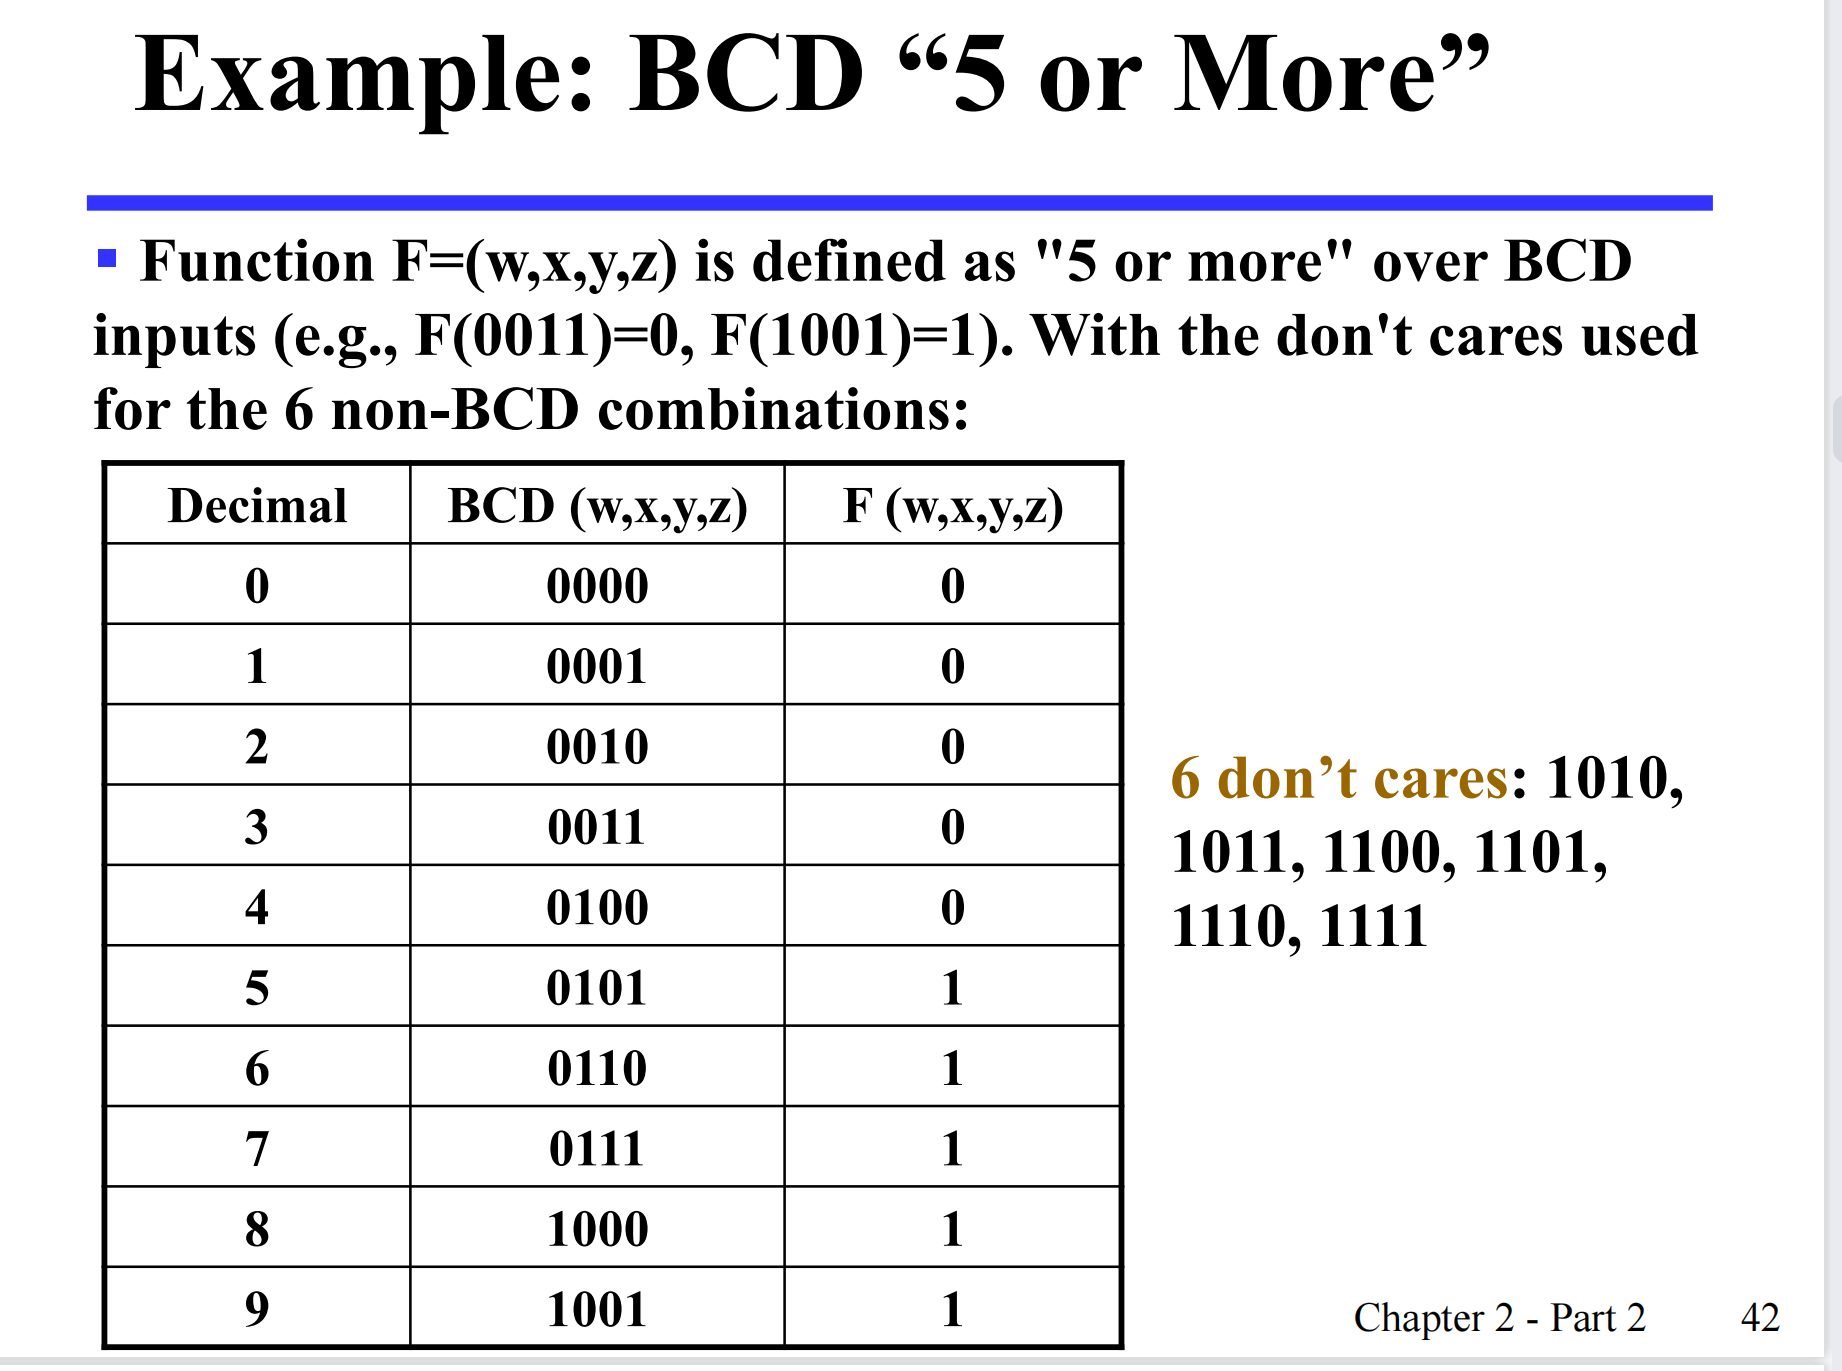 Example: BCD “5 or More”
Function F=(w,x,y,z) is defined as "5 or more" over BCD
inputs (e.g., F(0011)=0, F(1001)=1). With the don't cares used
for the 6 non-BCD combinations:
Decimal BCD (w,x,y,z) F (w,x,y,z)
0 0000 0
1 0001 0
2 0010 0
3 0011 0
4 0100 0
5 0101 1
6 0110 1
7 0111 1
8 1000 1
9 1001 1
6 don’t cares: 1010,
1011, 1100, 1101,
1110, 1111
Chapter 2 - Part 2 42